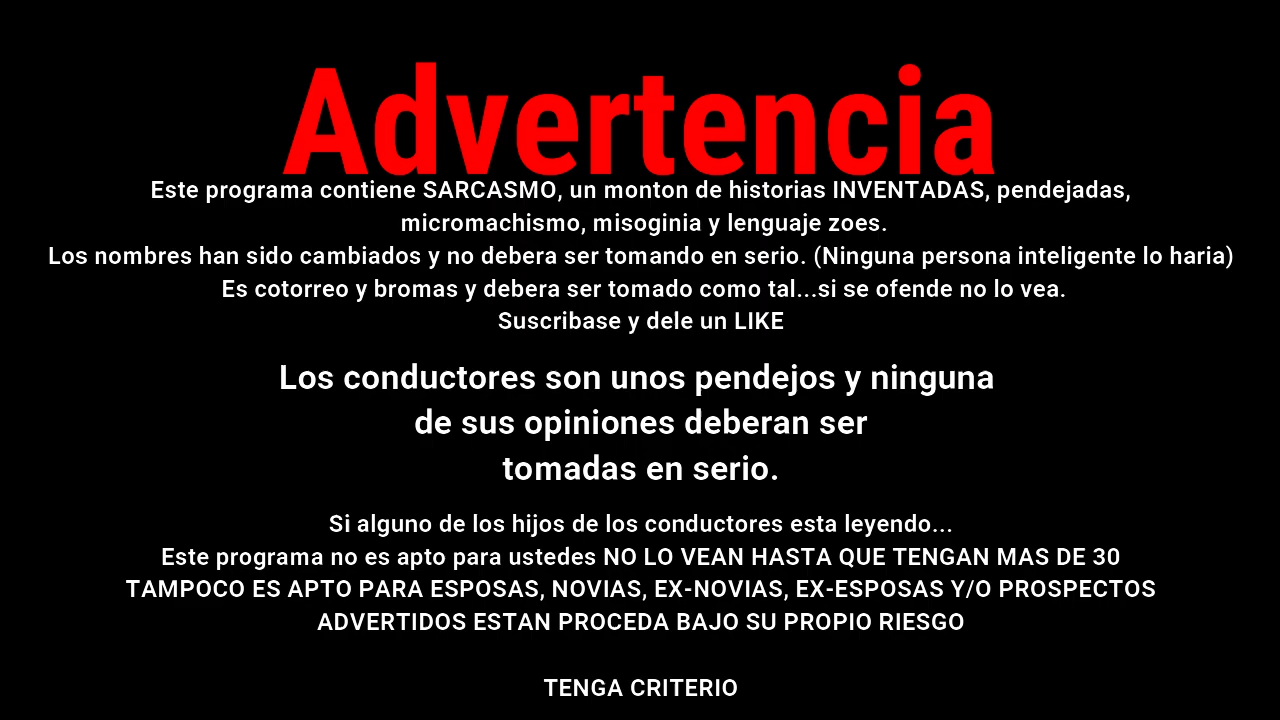 Advertencia
Este programa contiene SARCASMO, un monton de historias INVENTADAS, pendejadas,
micromachismo, misoginia y lenguaje zoes.
Los nombres han sido cambiados y no debera ser tomando en serio. (Ninguna persona inteligente lo haria)
Es cotorreo y bromas y debera ser tomado como tal...si se ofende no lo vea.
Suscribase y dele un LIKE
Los conductores son unos pendejos y ninguna
de sus opiniones deberan ser
tomadas en serio.
Si alguno de los hijos de los conductores esta leyendo...
Este programa no es apto para ustedes NO LO VEAN HASTA QUE TENGAN MAS DE 30
TAMPOCO ES APTO PARA ESPOSAS, NOVIAS, EX-NOVIAS, EX-ESPOSAS Y/O PROSPECTOS
ADVERTIDOS ESTAN PROCEDA BAJO SU PROPIO RIESGO
TENGA CRITERIO